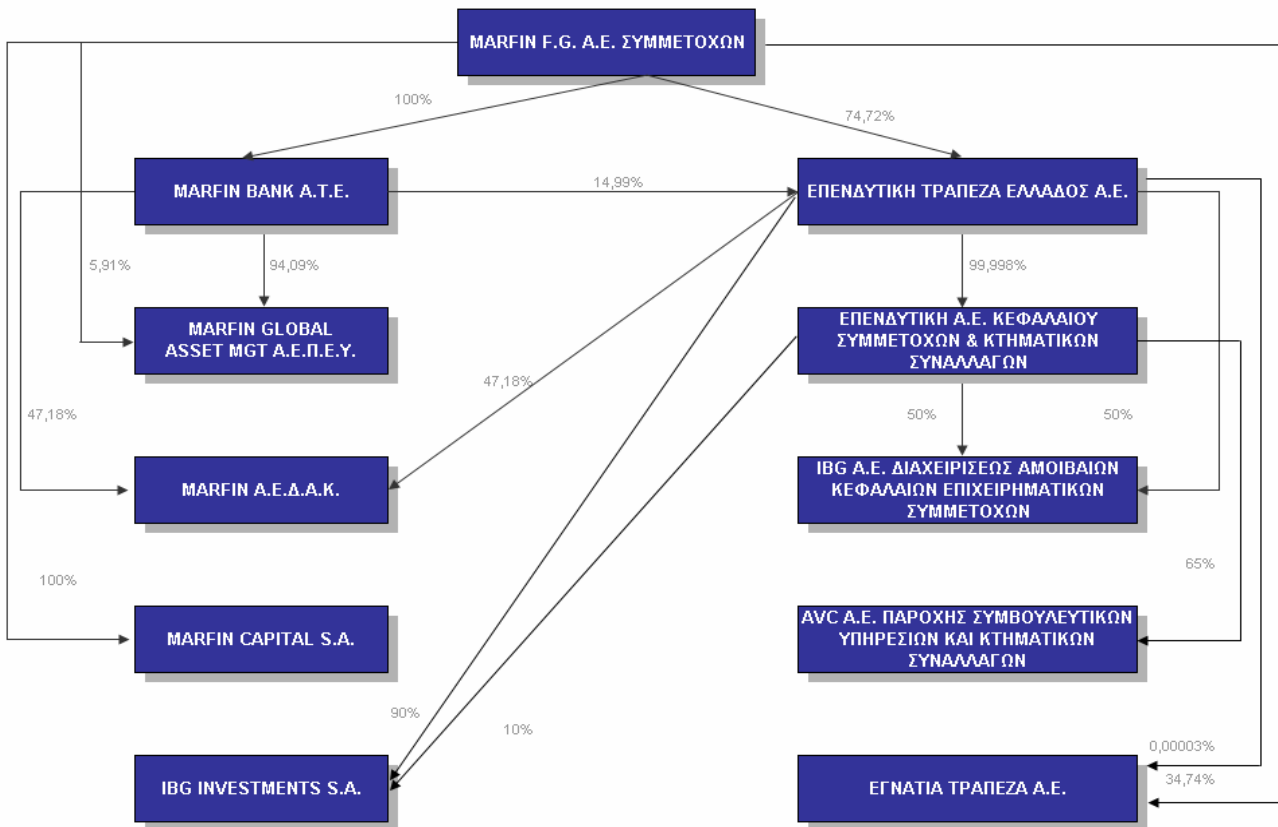 MARFIN F.G. Α.Ε. ΣΥΜΜΕΤΟΧΩΝ
100%
74,72%
MARFIN BANK Α.Τ.Ε.
14,99%
ΕΠΕΝΔΥΤΙΚΗ ΤΡΑΠΕΖΑ ΕΛΛΑΔΟΣ Α.Ε.
5,91%
94,09%
99,998%
MARFIN GLOBAL
ASSET MGT Α.Ε.Π.Ε.Υ.
ΕΠΕΝΔΥΤΙΚΗ Α.Ε. ΚΕΦΑΛΑΙΟΥ
ΣΥΜΜΕΤΟΧΩΝ & ΚΤΗΜΑΤΙΚΩΝ
ΣΥΝΑΛΛΑΓΩΝ
47,18%
47,18%
50%
50%
MARFIN Α.Ε.Δ.Α.Κ.
IBG Α.Ε. ΔΙΑΧΕΙΡΙΣΕΩΣ ΑΜΟΙΒΑΙΩΝ
ΚΕΦΑΛΑΙΩΝ ΕΠΙΧΕΙΡΗΜΑΤΙΚΩΝ
ΣΥΜΜΕΤΟΧΩΝ
100%
65%
MARFIN CAPITAL S.A.
AVC Α.Ε. ΠΑΡΟΧΗΣ ΣΥΜΒΟΥΛΕΥΤΙΚΩΝ
ΥΠΗΡΕΣΙΩΝ ΚΑΙ ΚΤΗΜΑΤΙΚΩΝ
ΣΥΝΑΛΛΑΓΩΝ
90%
10%
0,00003%
IBG INVESTMENTS S.A.
ΕΓΝΑΤΙΑ ΤΡΑΠΕΖΑ Α.Ε.
34,74%